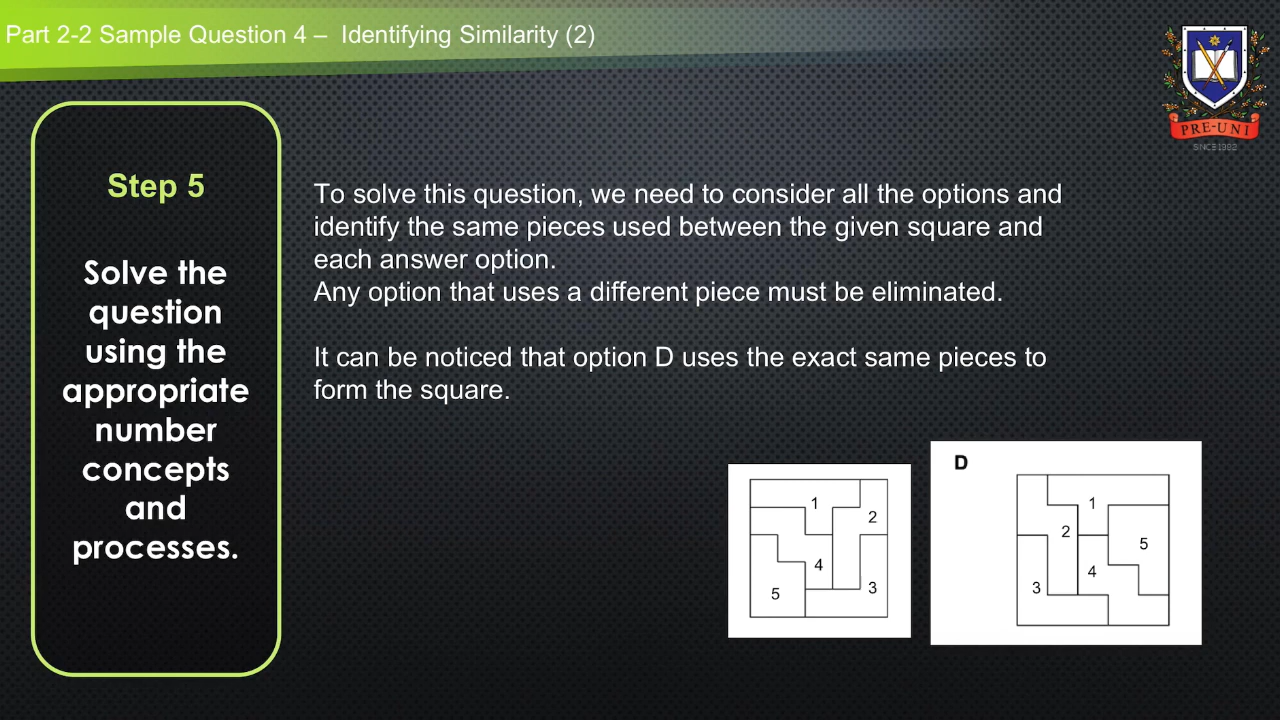 Part 2-2 Sample Question 4 –  Identifying Similarity (2)
PRE-UNI
SINCE 1992
Step 5
Solve the
question
using the
appropriate
number
concepts
and
processes.
To solve this question, we need to consider all the options and
identify the same pieces used between the given square and
each answer option.
Any option that uses a different piece must be eliminated.
It can be noticed that option D uses the exact same pieces to
form the square.
1
2
4
3
5
D
1
2
5
4
3